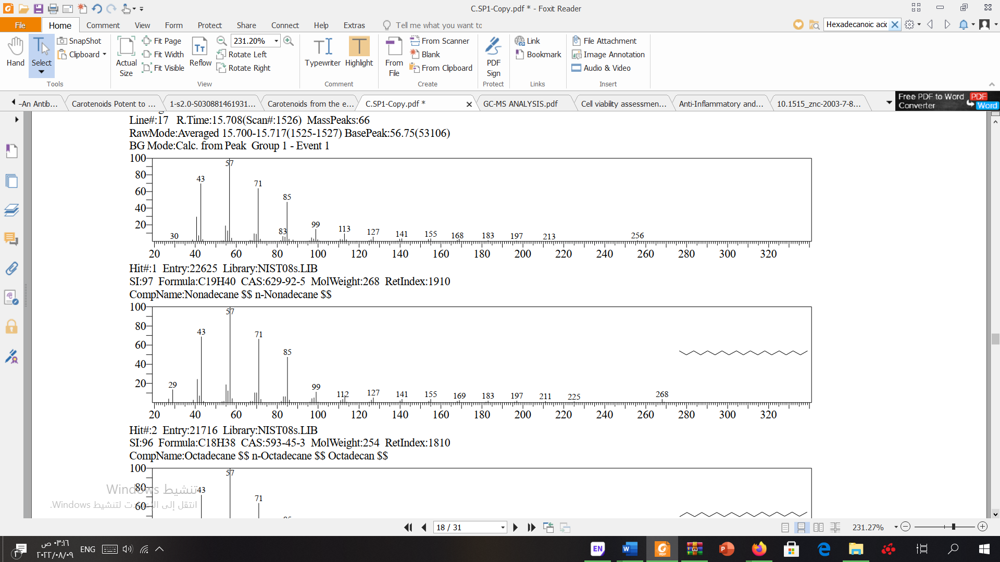 C.SP1-Copy.pdf * - Foxit Reader
File Home Comment View Form Protect Share Connect Help Extras Tell me what you want to
Hexadecanoic acid
Hand
Select
SnapShot
Clipboard
Tools
Actual Size
Fit Page
Fit Width
Fit Visible
Reflow
231.20%
Rotate Left
Rotate Right
View
Typewriter
Highlight
Comment
From File
From Scanner
Blank
From Clipboard
Create
PDF Sign
Protect
Link
Bookmark
Links
File Attachment
Image Annotation
Audio & Video
Insert
-An Antib... Carotenoids Potent to ... 1-s2.0-S030881461931... Carotenoids from the e... C.SP1-Copy.pdf * GC-MS ANALYSIS.pdf Cell viability assessmen... Anti-Inflammatory and... 10.1515_znc-2003-7-8...
Free PDF to Word Converter PDF Word
Line#:17 R.Time:15.708(Scan#:1526) MassPeaks:66
RawMode:Averaged 15.700-15.717(1525-1527) BasePeak:56.75(53106)
BG Mode:Calc. from Peak Group 1 - Event 1
100 80 60 40 20
30 43 57 71 83 85 99 113 127 141 155 168 183 197 213 256
20 40 60 80 100 120 140 160 180 200 220 240 260 280 300 320
Hit#:1 Entry:22625 Library:NIST08s.LIB
SI:97 Formula:C19H40 CAS:629-92-5 MolWeight:268 RetIndex:1910
CompName:Nonadecane $$ n-Nonadecane $$
100 80 60 40 20
29 43 57 71 85 99 112 127 141 155 169 183 197 211 225 268
20 40 60 80 100 120 140 160 180 200 220 240 260 280 300 320
Hit#:2 Entry:21716 Library:NIST08s.LIB
SI:96 Formula:C18H38 CAS:593-45-3 MolWeight:254 RetIndex:1810
CompName:Octadecane $$ n-Octadecane $$ Octadecan $$
100 80 60
43 57 71
تنشيط Windows
انتقل إلى الإعدادات لتنشيط Windows.
18 / 31
231.27%
٠٣:١٦ ص
٢٠٢٢/٠٨/٠٩
ENG
EN